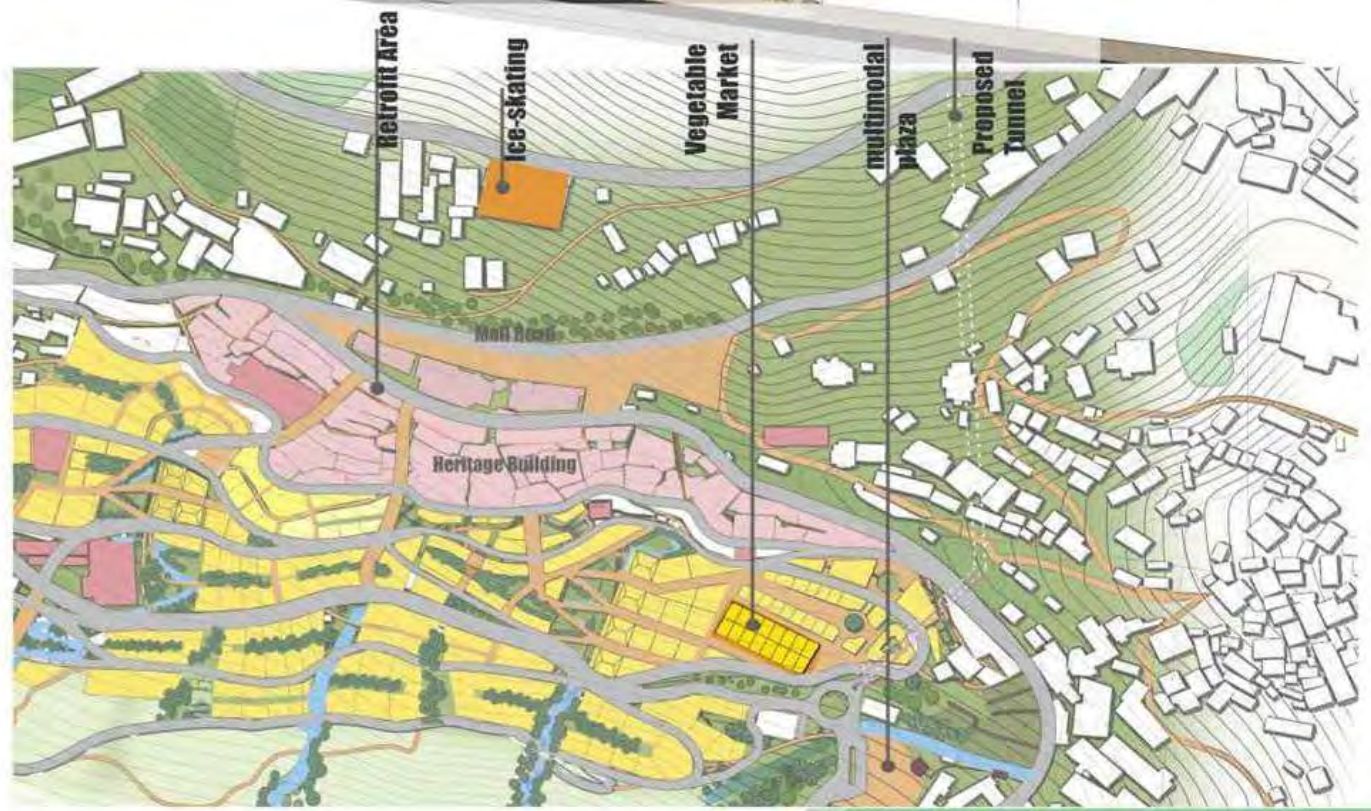 Retrofit Area
Ice-skating
Vegetable
Market
multimodal
plaza
Proposed
Tunnel
Mall Road
Heritage Building